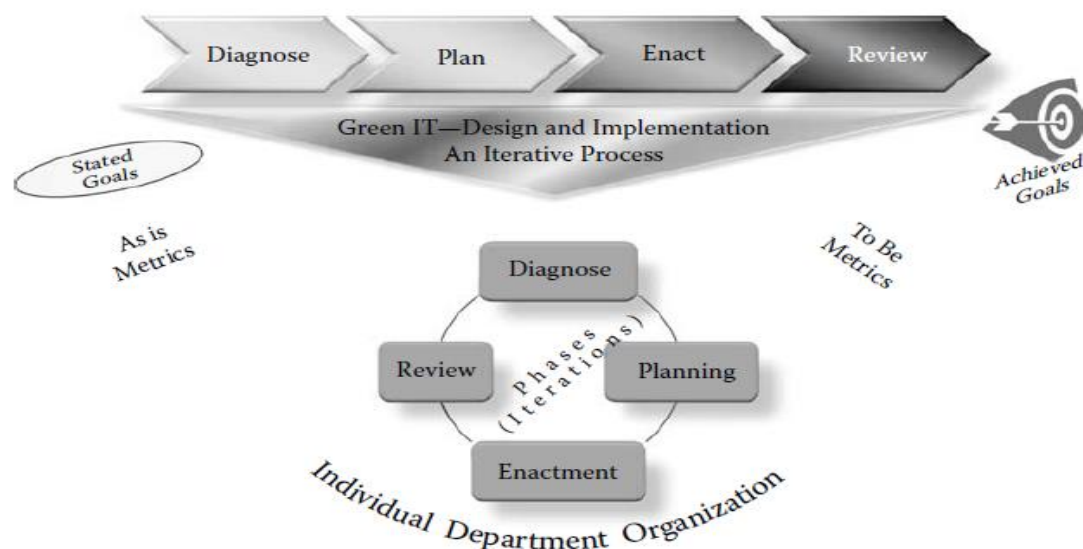 Diagnose
Plan
Enact
Review
Green IT—Design and Implementation
An Iterative Process
Stated
Goals
Achieved
Goals
As is
Metrics
To Be
Metrics
Diagnose
Review
Phases
(Iterations)
Planning
Enactment
Individual Department Organization